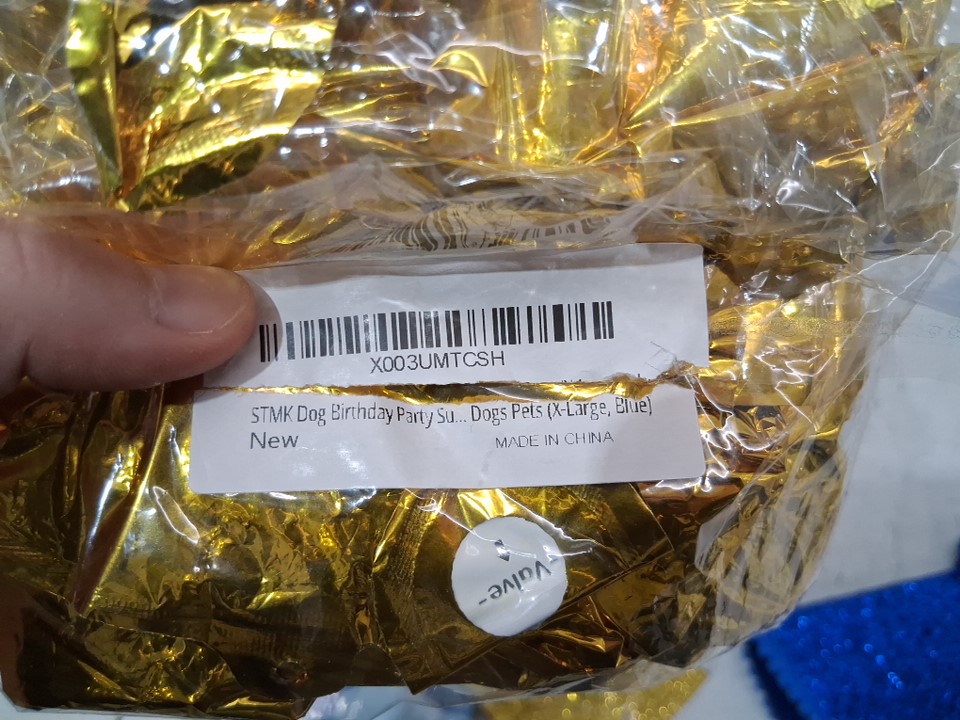 X003UMTCSH
STMK Dog Birthday Party Su... Dogs Pets (X-Large, Blue)
New
MADE IN CHINA
-Valve-